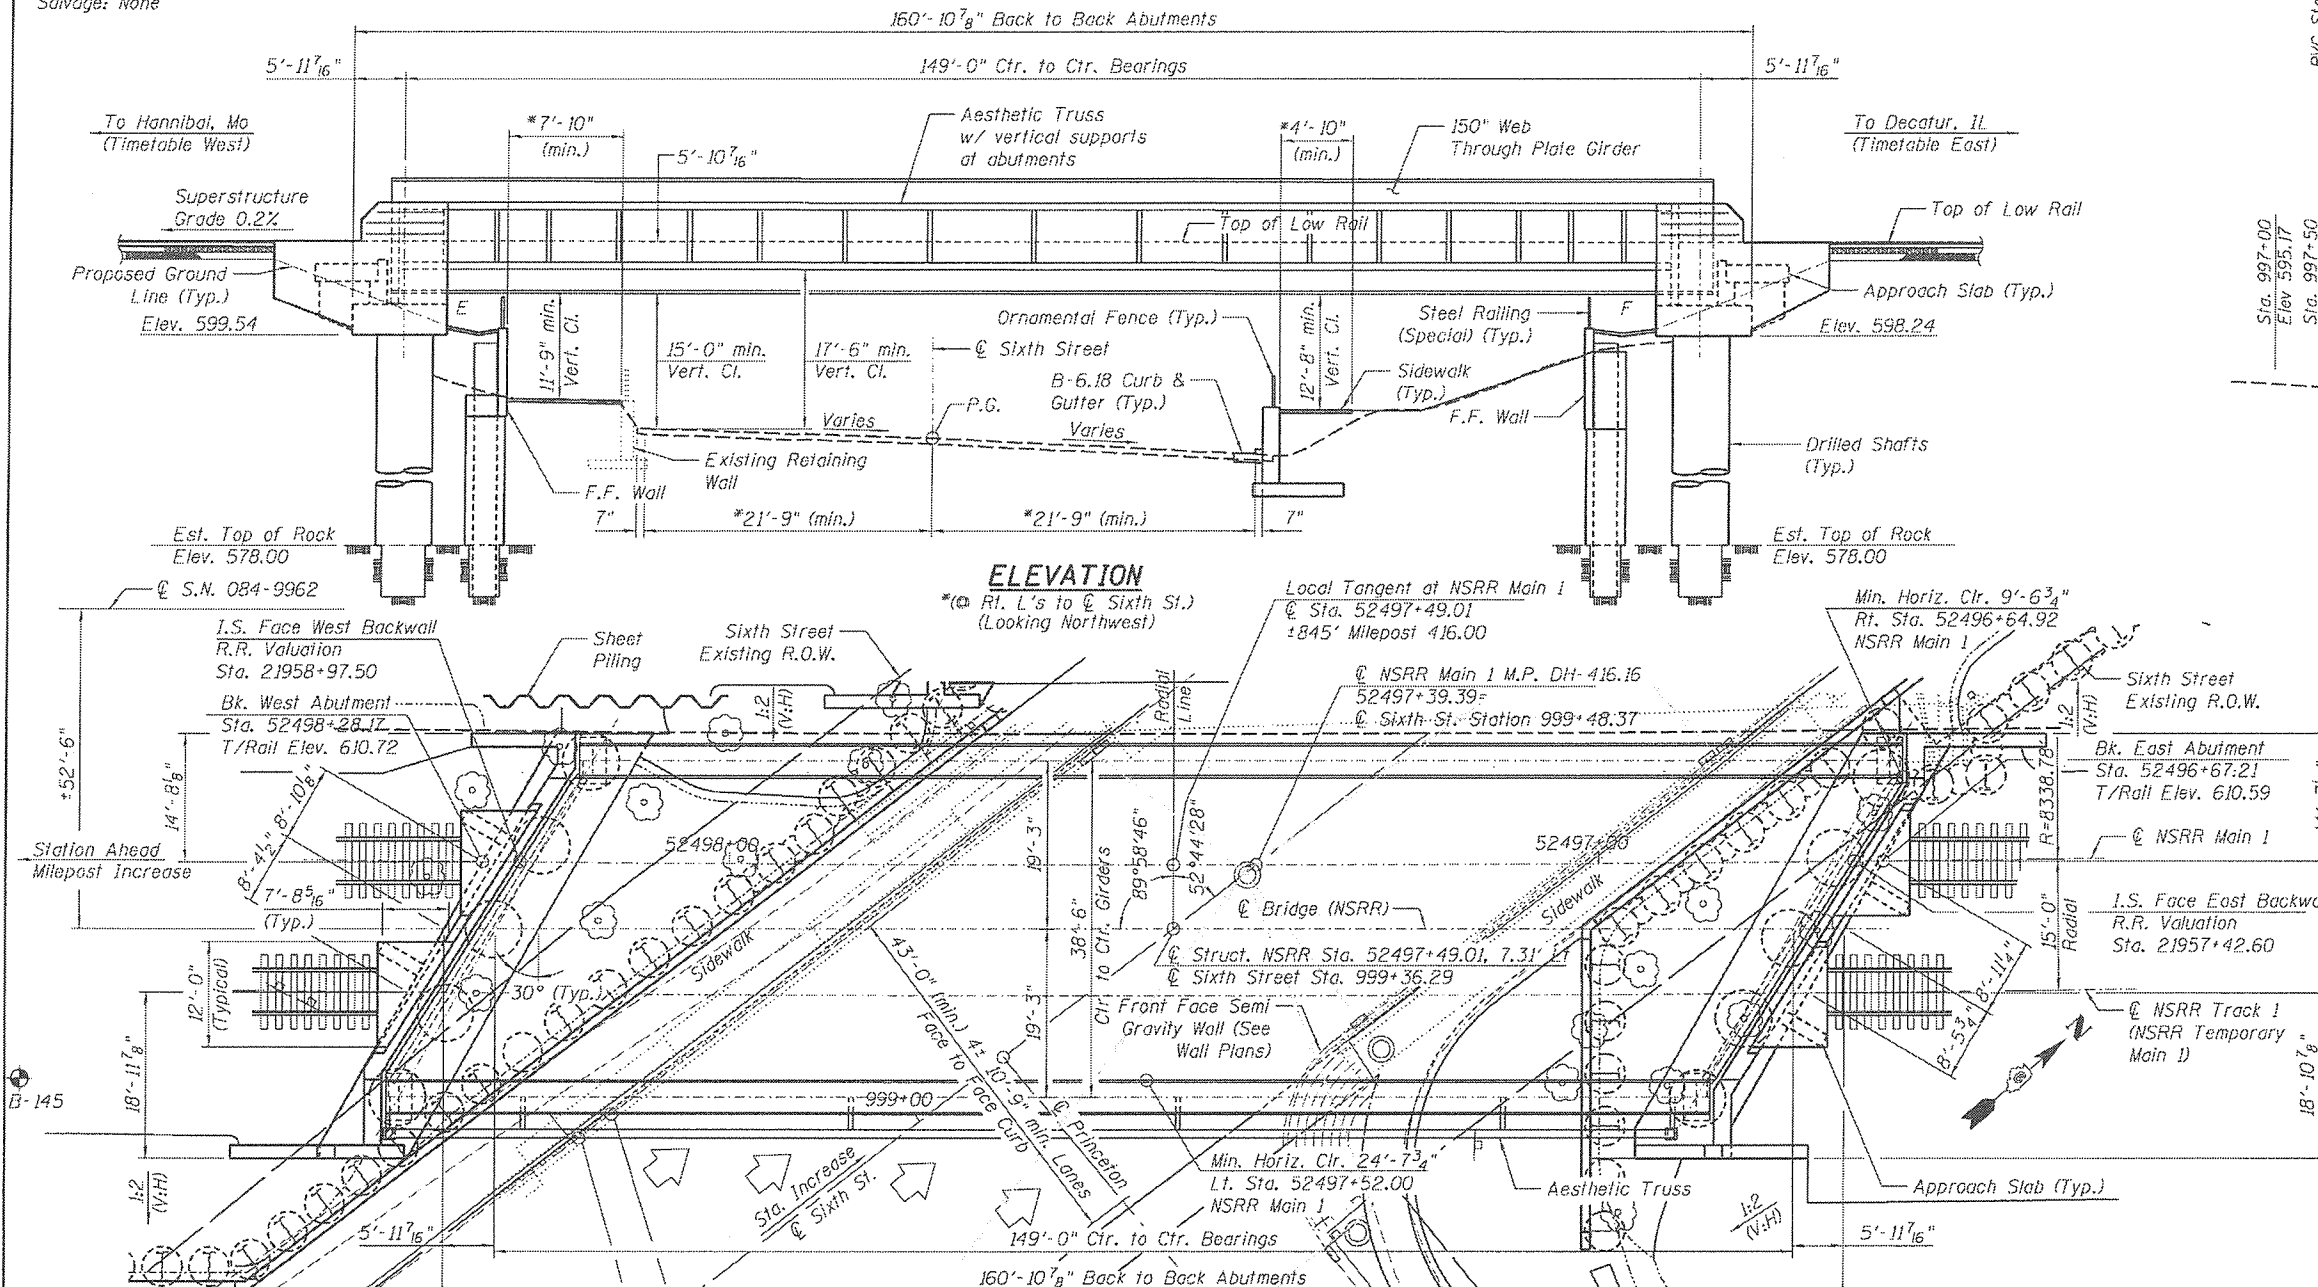 Salvage: None
160'-10 7/8" Back to Back Abutments
5'-11 7/16"
149'-0" Ctr. to Ctr. Bearings
5'-11 7/16"
To Hannibal, Mo
(Timetable West)
*7'-10"
(min.)
5'-10 7/16"
Aesthetic Truss
w/ vertical supports
at abutments
*4'-10"
(min.)
150" Web
Through Plate Girder
To Decatur, IL
(Timetable East)
Superstructure
Grade 0.2%
Top of Low Rail
Top of Low Rail
Proposed Ground
Line (Typ.)
Elev. 599.54
E
11'-9" min.
Vert. Cl.
15'-0" min.
Vert. Cl.
17'-6" min.
Vert. Cl.
Ornamental Fence (Typ.)
℄ Sixth Street
B-6.18 Curb &
Gutter (Typ.)
P.G.
Varies
Varies
12'-8" min.
Vert. Cl.
Steel Railing
(Special) (Typ.)
F
Sidewalk
(Typ.)
F.F. Wall
Approach Slab (Typ.)
Elev. 598.24
Drilled Shafts
(Typ.)
Existing Retaining
Wall
F.F. Wall
7"
*21'-9" (min.)
*21'-9" (min.)
7"
Est. Top of Rock
Elev. 578.00
Est. Top of Rock
Elev. 578.00
Sta. 997+00
Elev 595.17
Sta. 997+50
ELEVATION
*(@ Rt. L's to ℄ Sixth St.)
(Looking Northwest)
℄ S.N. 084-9962
I.S. Face West Backwall
R.R. Valuation
Sta. 21958+97.50
Bk. West Abutment
Sta. 52498+28.17
T/Rail Elev. 610.72
Sheet
Piling
Sixth Street
Existing R.O.W.
1:2
(V:H)
Radial
Line
Local Tangent at NSRR Main 1
℄ Sta. 52497+49.01
±845' Milepost 416.00
℄ NSRR Main 1 M.P. DH-416.16
52497+39.39=
℄ Sixth St. Station 999+48.37
Min. Horiz. Clr. 9'-6 3/4"
Rt. Sta. 52496+64.92
NSRR Main 1
Sixth Street
Existing R.O.W.
1:2
(V:H)
Bk. East Abutment
Sta. 52496+67.21
T/Rail Elev. 610.59
±52'-6"
14'-8 1/8"
8'-4 1/2"
8'-10 1/8"
Station Ahead
Milepost Increase
7'-8 5/16"
(Typ.)
12'-0"
(Typical)
18'-11 7/8"
B-145
52498+00
52497+00
30° (Typ.)
Sidewalk
Sidewalk
19'-3"
38'-6"
Ctr. to Ctr. Girders
19'-3"
89°58'46"
52°44'28"
℄ Bridge (NSRR)
℄ Struct. NSRR Sta. 52497+49.01, 7.31' Lt
℄ Sixth Street Sta. 999+36.29
43'-0" (min.)
Face to Face Curb
4± 10'-9" min. Lanes
Front Face Semi
Gravity Wall (See
Wall Plans)
R=8338.78
℄ NSRR Main 1
15'-0"
Radial
I.S. Face East Backwa
R.R. Valuation
Sta. 21957+42.60
8'-11 1/4"
8'-5 3/4"
℄ NSRR Track 1
(NSRR Temporary
Main 1)
N
18'-10 7/8"
999+00
℄ Princeton
Sta. Increase
℄ Sixth St.
Min. Horiz. Clr. 24'-7 3/4"
Lt. Sta. 52497+52.00
NSRR Main 1
Aesthetic Truss
Approach Slab (Typ.)
1:2
(V:H)
1:2
(V:H)
5'-11 7/16"
149'-0" Ctr. to Ctr. Bearings
5'-11 7/16"
160'-10 7/8" Back to Back Abutments